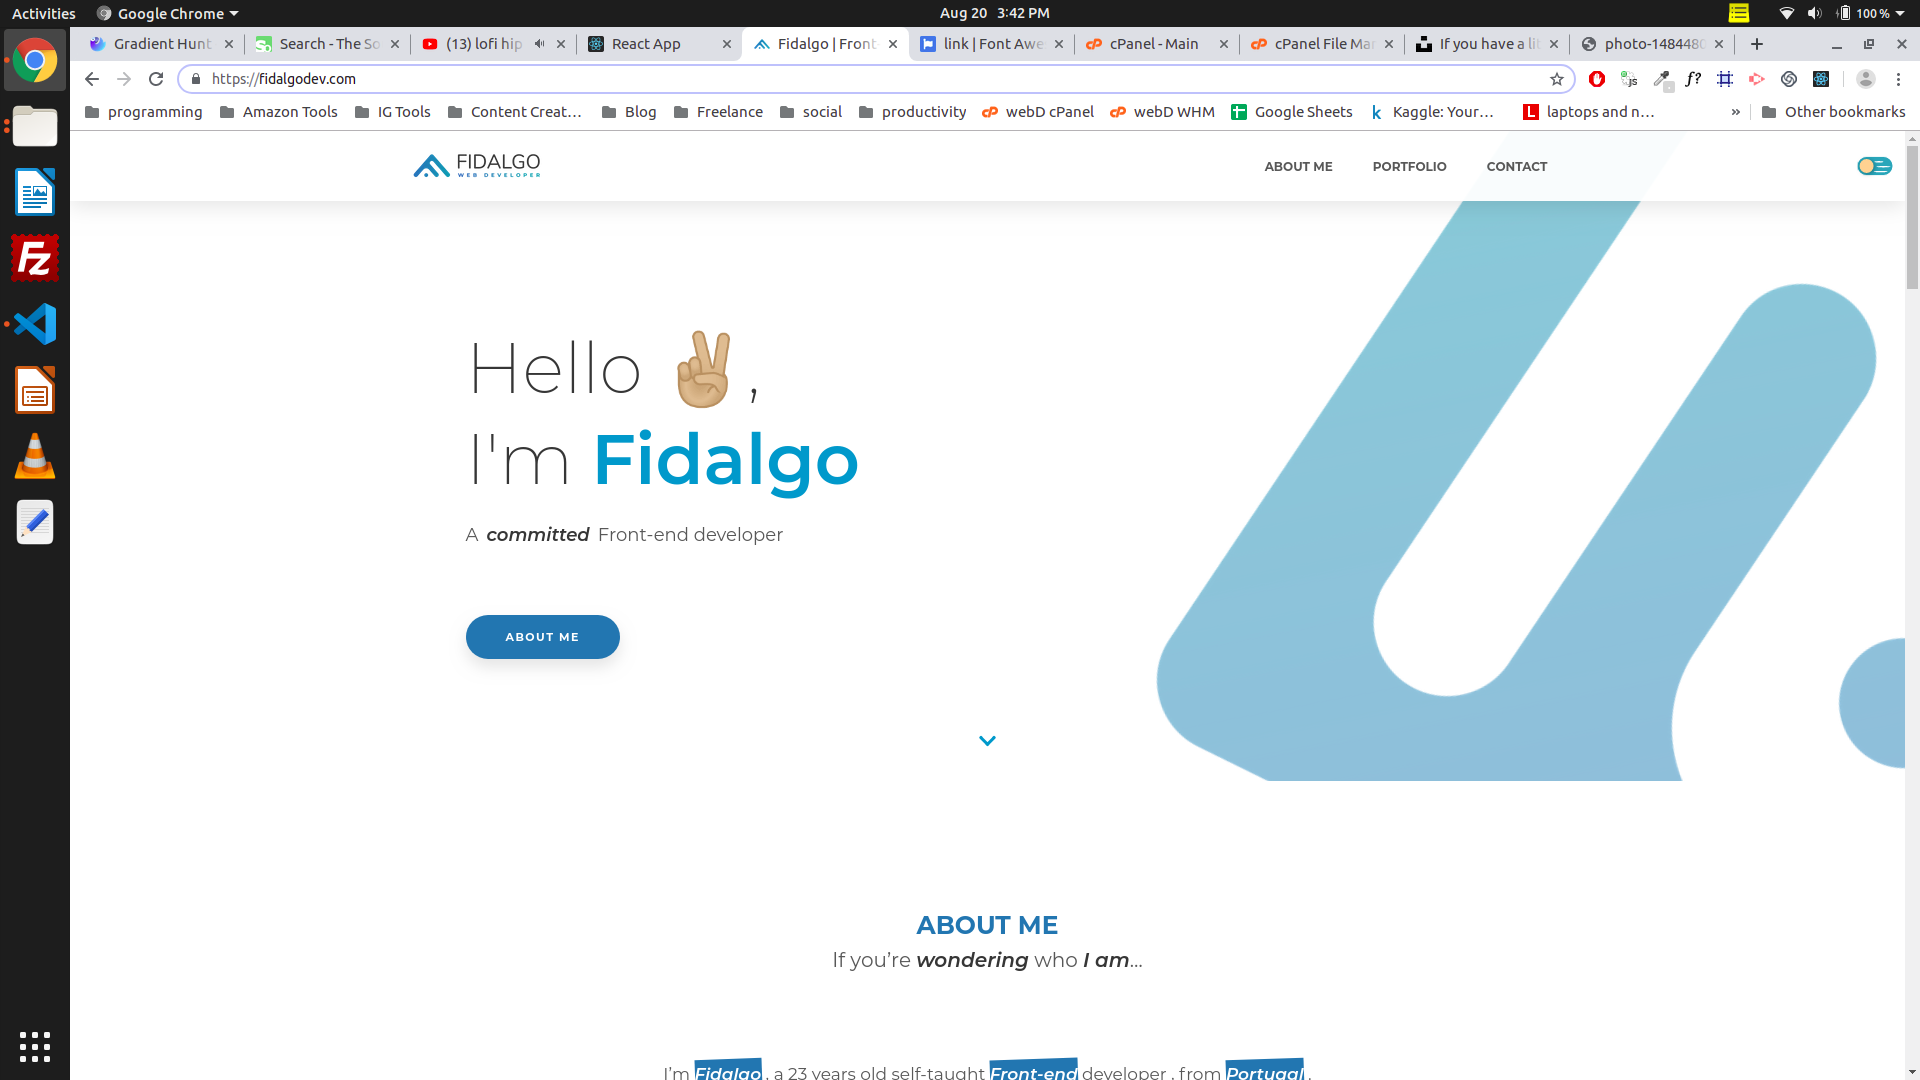 Activities Google Chrome Aug 20 3:42 PM 100 %
Gradient Hunt Search - The So (13) lofi hip React App Fidalgo | Front link | Font Awe cPanel - Main cPanel File Mar If you have a lit photo-1484480
https://fidalgodev.com
programming Amazon Tools IG Tools Content Creat... Blog Freelance social productivity webD cPanel webD WHM Google Sheets Kaggle: Your... laptops and n... » Other bookmarks
FIDALGO
WEB DEVELOPER
ABOUT ME PORTFOLIO CONTACT
Hello ✌🏼,
I'm Fidalgo
A committed Front-end developer
ABOUT ME
ABOUT ME
If you're wondering who I am...
I'm Fidalgo , a 23 years old self-taught Front-end developer , from Portugal .